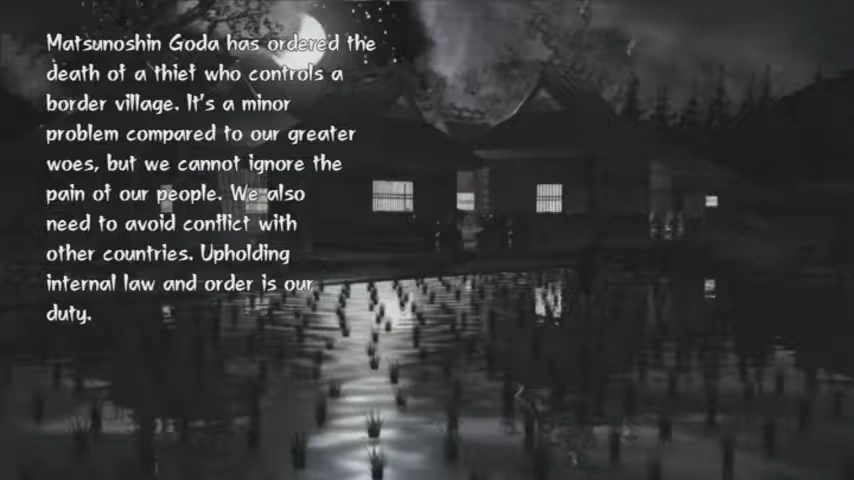 Matsunoshin Goda has ordered the
death of a thief who controls a
border village. It's a minor
problem compared to our greater
woes, but we cannot ignore the
pain of our people. We also
need to avoid conflict with
other countries. Upholding
internal law and order is our
duty.